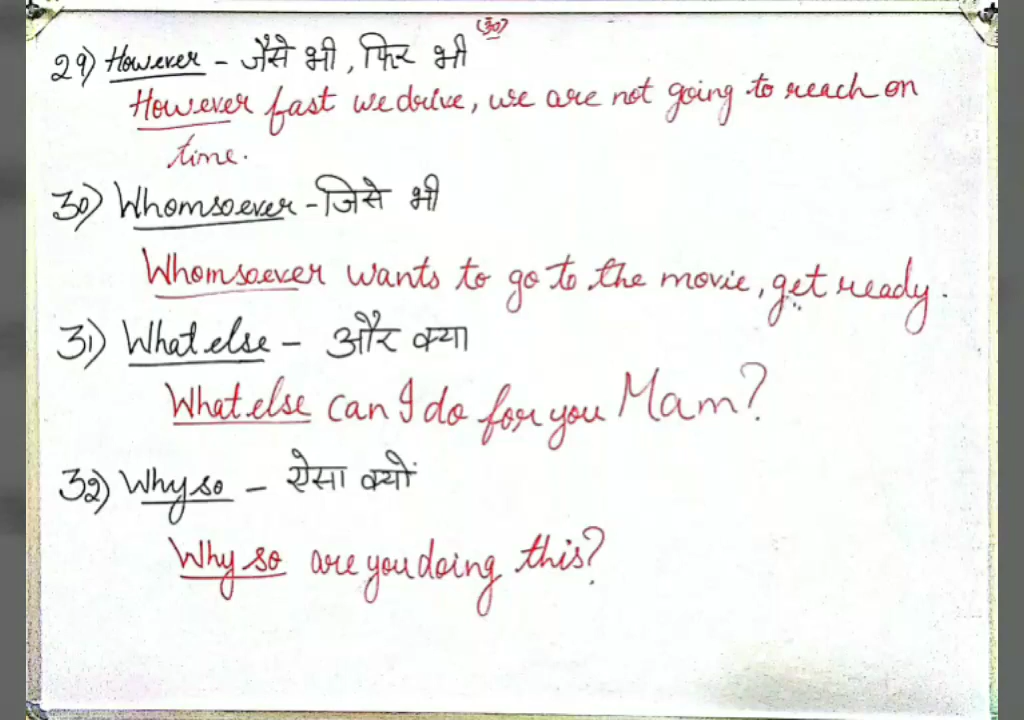 (30)
29) However - जैसे भी, फिर भी
However fast we drive, we are not going to reach on
time.
30) Whomsoever - जिसे भी
Whomsoever wants to go to the movie, get ready.
31) What else - और क्या
What else can I do for you Mam?
32) Why so - ऐसा क्यों
Why so are you doing this?